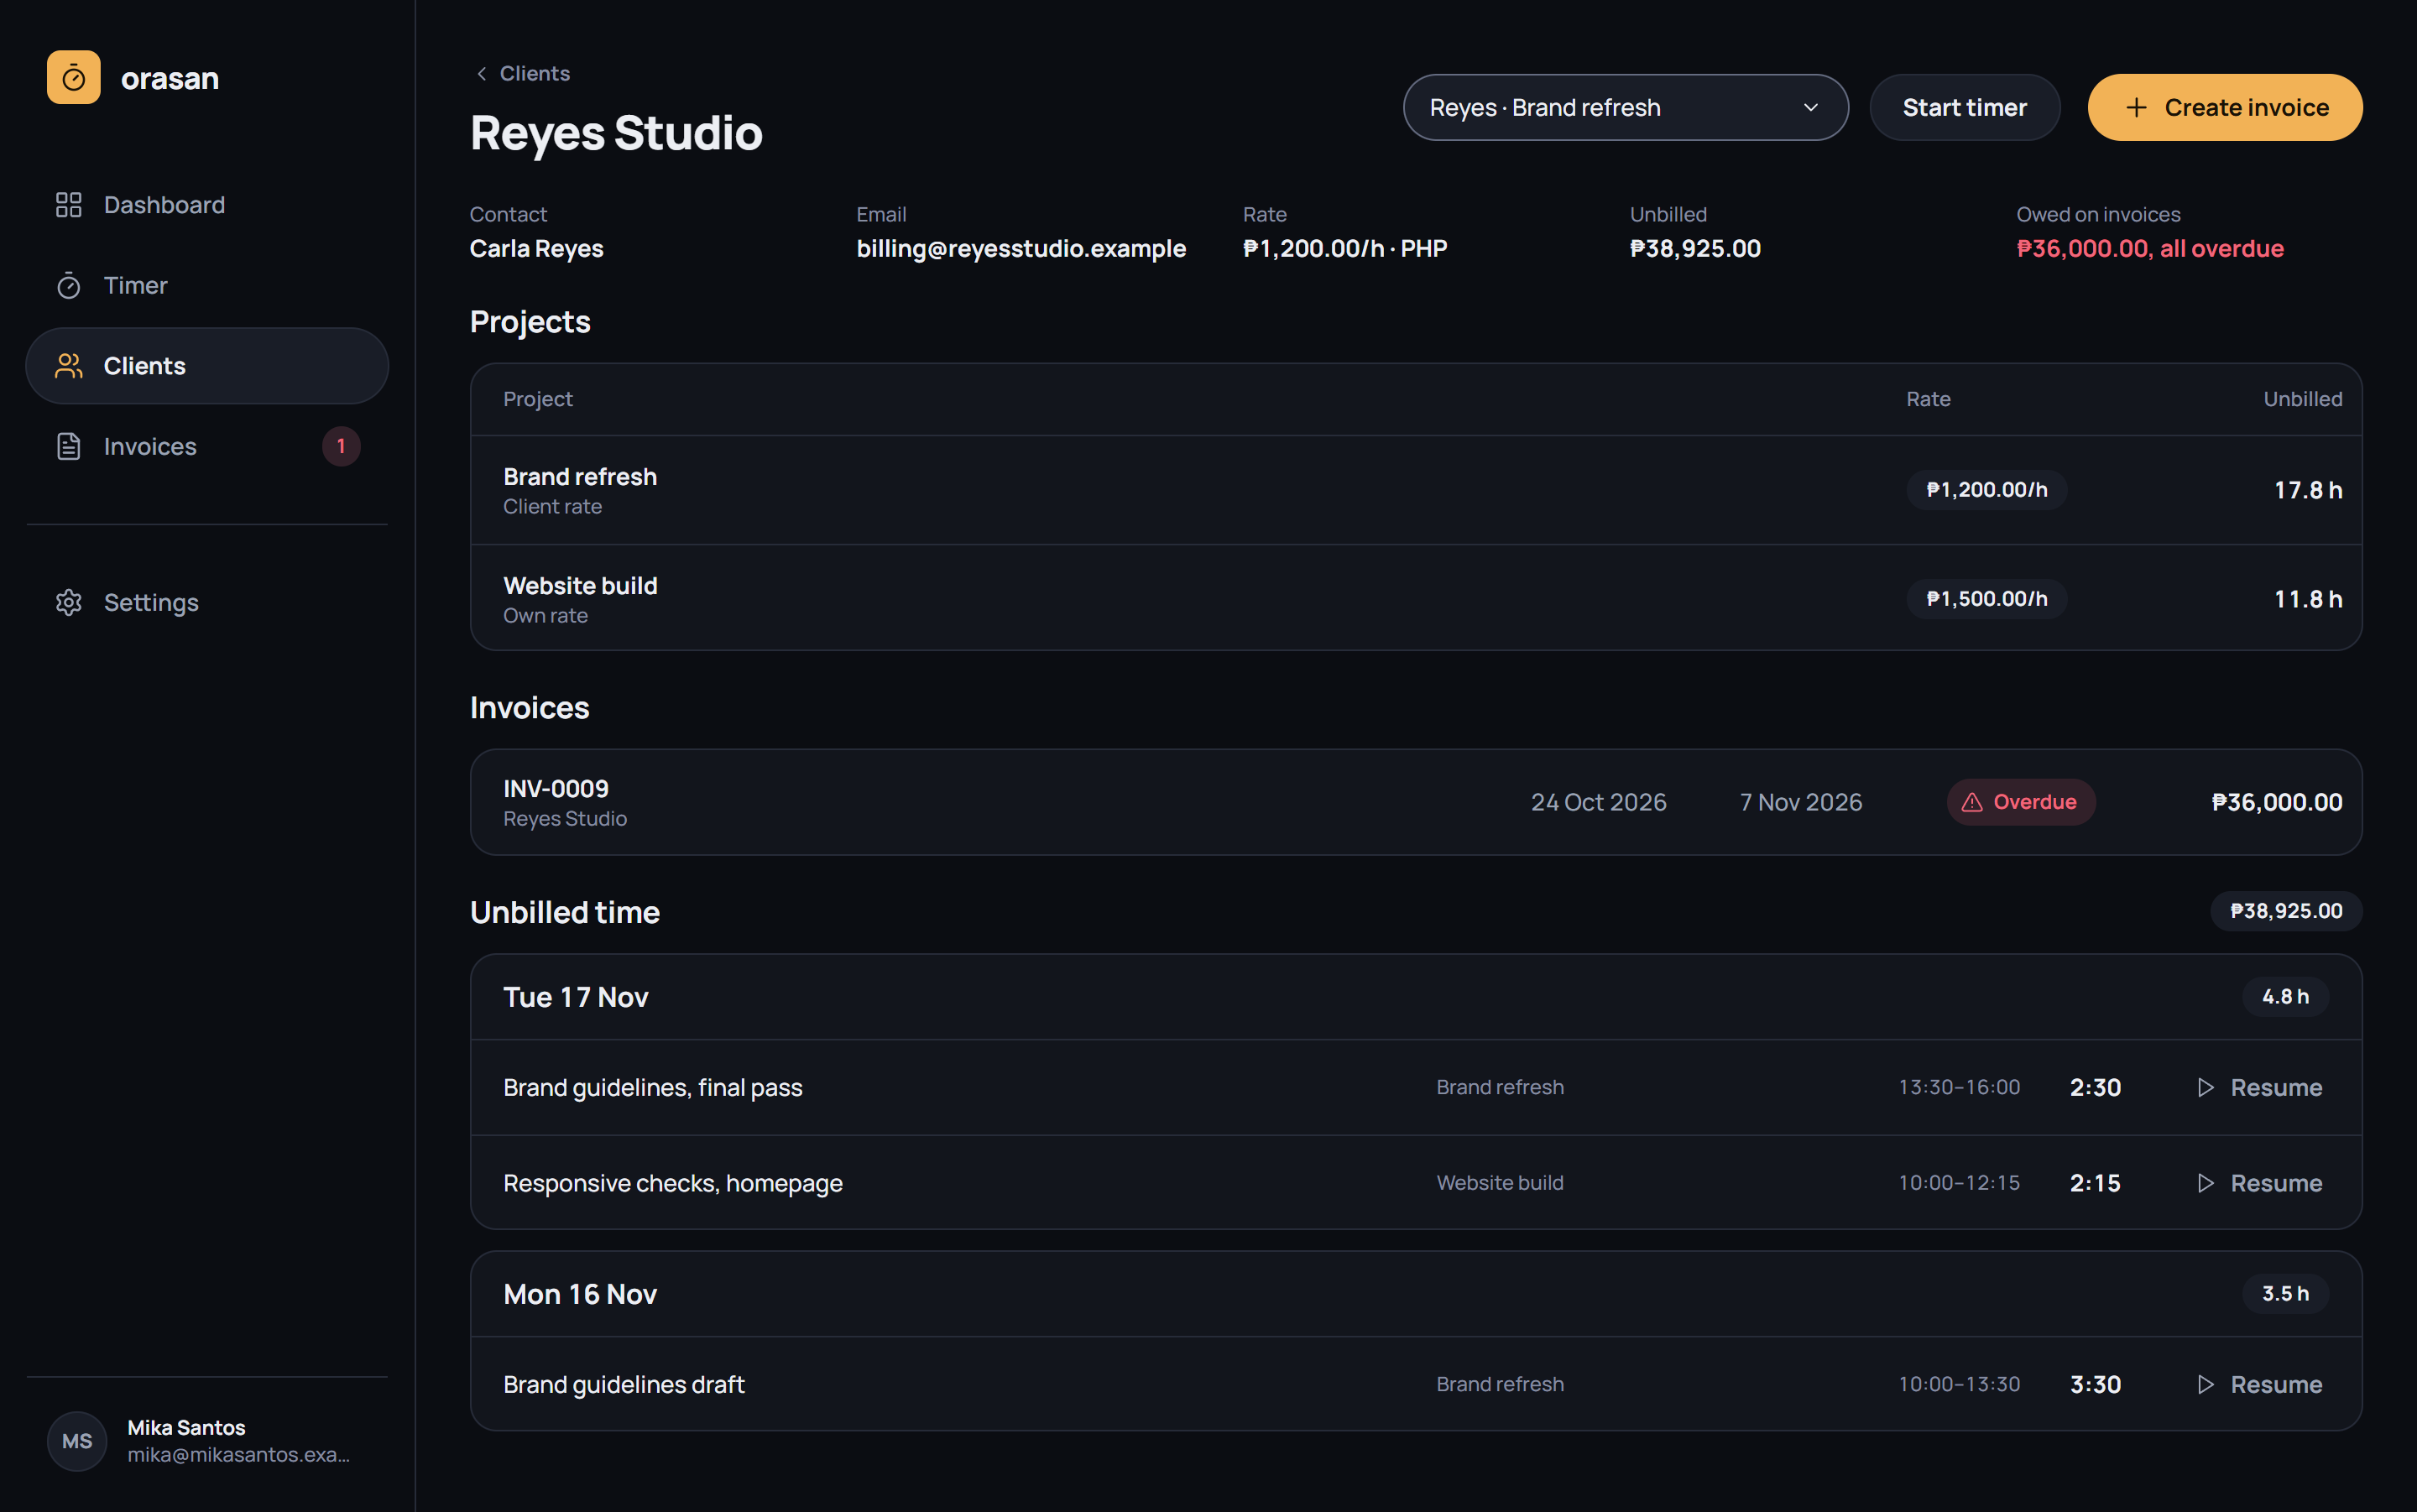 orasan
Dashboard
Timer
Clients
Invoices 1
Settings
Mika Santos
MS
mika@mikasantos.exa...
Clients
Reyes Studio
Reyes · Brand refresh
Start timer
Create invoice
Contact
Carla Reyes
Email
billing@reyesstudio.example
Rate
₱1,200.00/h · PHP
Unbilled
₱38,925.00
Owed on invoices
₱36,000.00, all overdue
Projects
Project Rate Unbilled
Brand refresh
Client rate
₱1,200.00/h
17.8 h
Website build
Own rate
₱1,500.00/h
11.8 h
Invoices
INV-0009
Reyes Studio
24 Oct 2026
7 Nov 2026
Overdue
₱36,000.00
Unbilled time
₱38,925.00
Tue 17 Nov
4.8 h
Brand guidelines, final pass Brand refresh 13:30–16:00 2:30 Resume
Responsive checks, homepage Website build 10:00–12:15 2:15 Resume
Mon 16 Nov
3.5 h
Brand guidelines draft Brand refresh 10:00–13:30 3:30 Resume